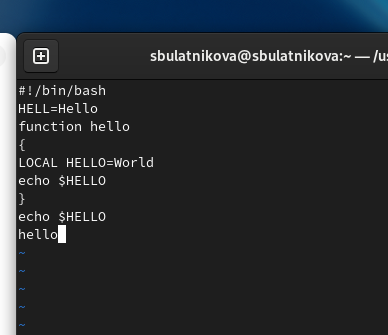 sbulatnikova@sbulatnikova:~ — /us
#!/bin/bash
HELL=Hello
function hello
{
LOCAL HELLO=World
echo $HELLO
}
echo $HELLO
hello
~
~
~
~
~